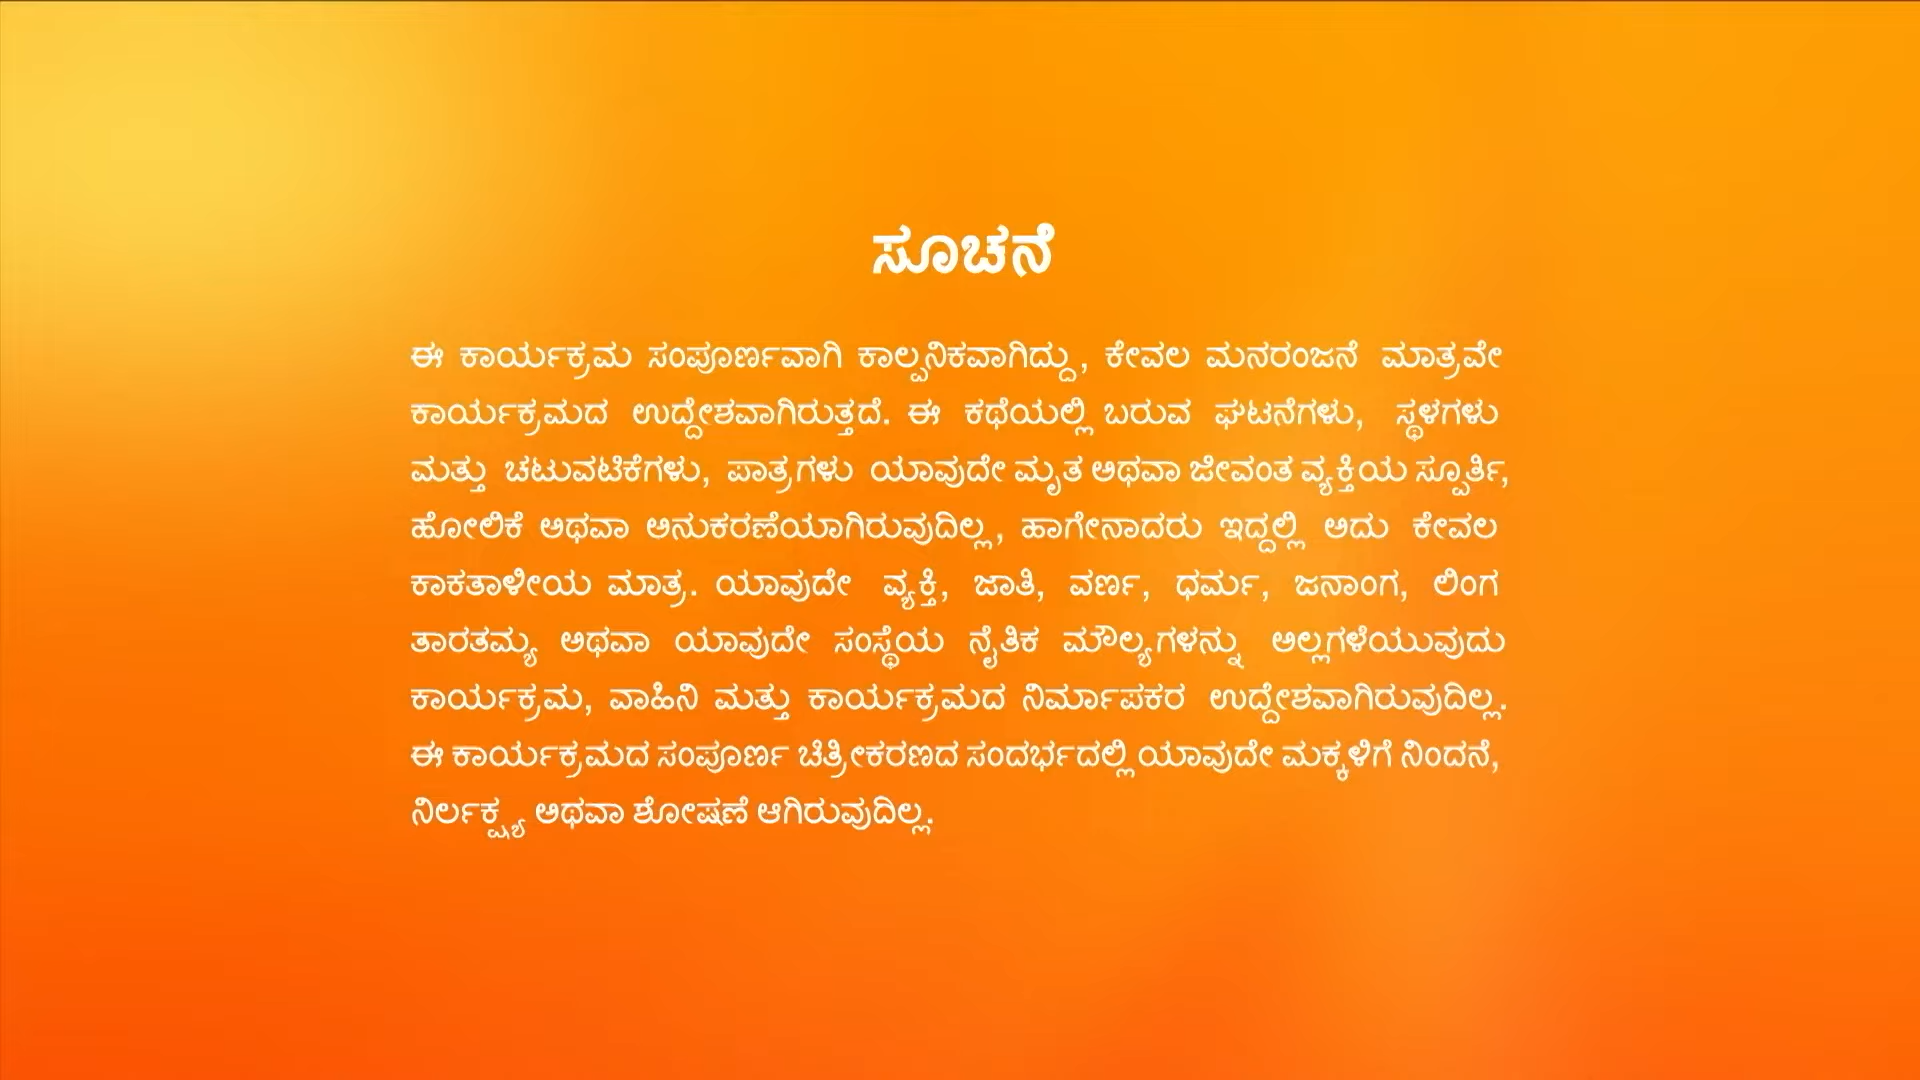 ಸೂಚನೆ
ಈ ಕಾರ್ಯಕ್ರಮ ಸಂಪೂರ್ಣವಾಗಿ ಕಾಲ್ಪನಿಕವಾಗಿದ್ದು, ಕೇವಲ ಮನರಂಜನೆ ಮಾತ್ರವೇ
ಕಾರ್ಯಕ್ರಮದ ಉದ್ದೇಶವಾಗಿರುತ್ತದೆ. ಈ ಕಥೆಯಲ್ಲಿ ಬರುವ ಘಟನೆಗಳು, ಸ್ಥಳಗಳು
ಮತ್ತು ಚಟುವಟಿಕೆಗಳು, ಪಾತ್ರಗಳು ಯಾವುದೇ ಮೃತ ಅಥವಾ ಜೀವಂತ ವ್ಯಕ್ತಿಯ ಸ್ಪೂರ್ತಿ,
ಹೋಲಿಕೆ ಅಥವಾ ಅನುಕರಣೆಯಾಗಿರುವುದಿಲ್ಲ, ಹಾಗೇನಾದರು ಇದ್ದಲ್ಲಿ ಅದು ಕೇವಲ
ಕಾಕತಾಳೀಯ ಮಾತ್ರ. ಯಾವುದೇ ವ್ಯಕ್ತಿ, ಜಾತಿ, ವರ್ಣ, ಧರ್ಮ, ಜನಾಂಗ, ಲಿಂಗ
ತಾರತಮ್ಯ ಅಥವಾ ಯಾವುದೇ ಸಂಸ್ಥೆಯ ನೈತಿಕ ಮೌಲ್ಯಗಳನ್ನು ಅಲ್ಲಗಳೆಯುವುದು
ಕಾರ್ಯಕ್ರಮ, ವಾಹಿನಿ ಮತ್ತು ಕಾರ್ಯಕ್ರಮದ ನಿರ್ಮಾಪಕರ ಉದ್ದೇಶವಾಗಿರುವುದಿಲ್ಲ.
ಈ ಕಾರ್ಯಕ್ರಮದ ಸಂಪೂರ್ಣ ಚಿತ್ರೀಕರಣದ ಸಂದರ್ಭದಲ್ಲಿ ಯಾವುದೇ ಮಕ್ಕಳಿಗೆ ನಿಂದನೆ,
ನಿರ್ಲಕ್ಷ್ಯ ಅಥವಾ ಶೋಷಣೆ ಆಗಿರುವುದಿಲ್ಲ.